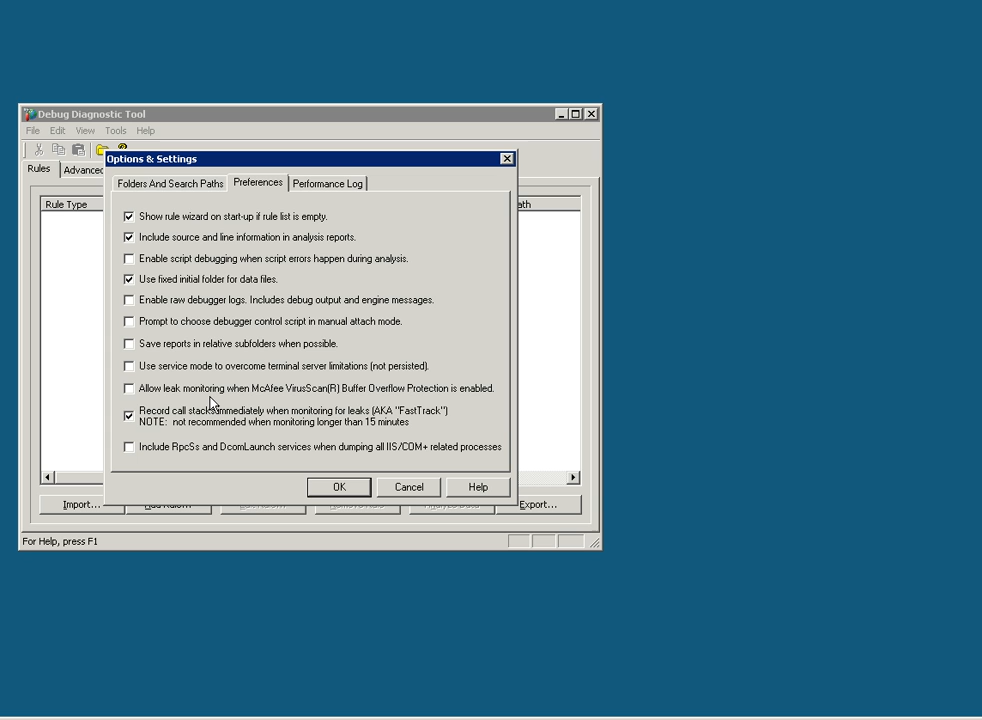 Debug Diagnostic Tool
File Edit View Tools Help
Options & Settings
Rules Advanced
Folders And Search Paths Preferences Performance Log
Rule Type
Show rule wizard on start-up if rule list is empty.
Include source and line information in analysis reports.
Enable script debugging when script errors happen during analysis.
Use fixed initial folder for data files.
Enable raw debugger logs. Includes debug output and engine messages.
Prompt to choose debugger control script in manual attach mode.
Save reports in relative subfolders when possible.
Use service mode to overcome terminal server limitations (not persisted).
Allow leak monitoring when McAfee VirusScan(R) Buffer Overflow Protection is enabled.
Record call stacks immediately when monitoring for leaks (AKA "FastTrack")
NOTE: not recommended when monitoring longer than 15 minutes
Include RpcSs and DcomLaunch services when dumping all IIS/COM+ related processes
OK Cancel Help
Import... Export...
For Help, press F1